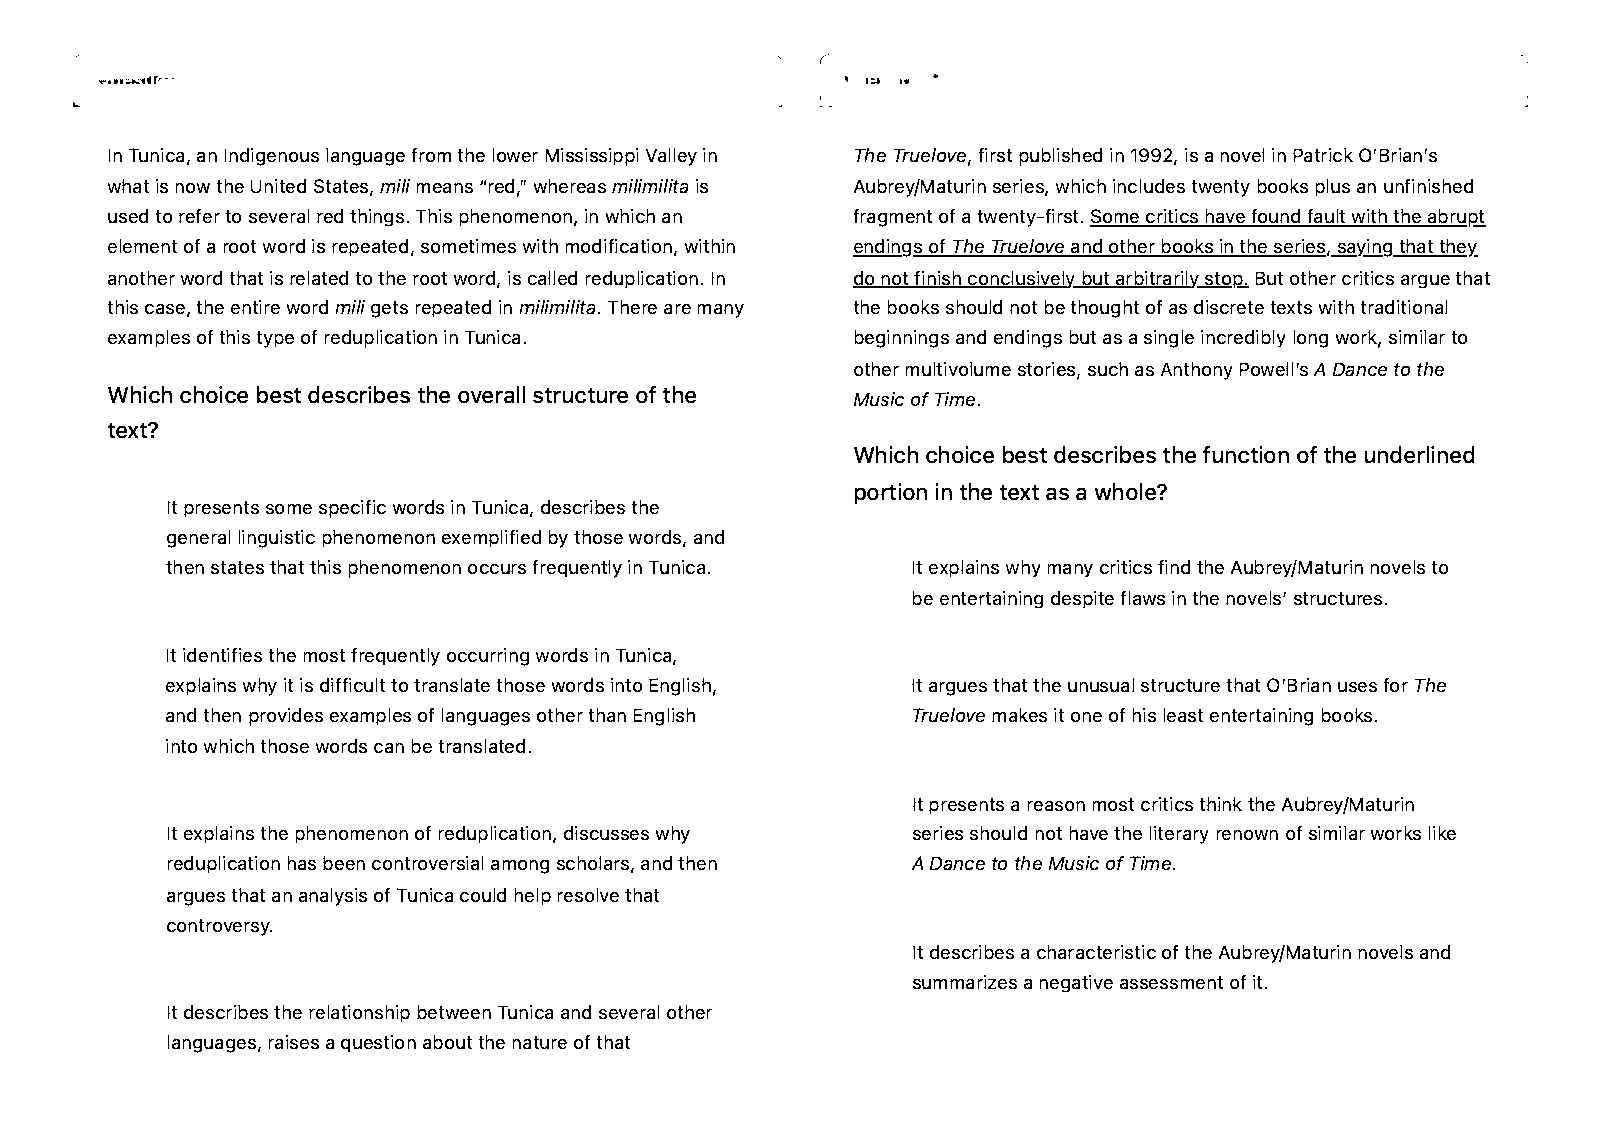 In Tunica, an Indigenous language from the lower Mississippi Valley in
what is now the United States, mili means “red,” whereas milimilita is
used to refer to several red things. This phenomenon, in which an
element of a root word is repeated, sometimes with modification, within
another word that is related to the root word, is called reduplication. In
this case, the entire word mili gets repeated in milimilita. There are many
examples of this type of reduplication in Tunica.
Which choice best describes the overall structure of the
text?
It presents some specific words in Tunica, describes the
general linguistic phenomenon exemplified by those words, and
then states that this phenomenon occurs frequently in Tunica.
It identifies the most frequently occurring words in Tunica,
explains why it is difficult to translate those words into English,
and then provides examples of languages other than English
into which those words can be translated.
It explains the phenomenon of reduplication, discusses why
reduplication has been controversial among scholars, and then
argues that an analysis of Tunica could help resolve that
controversy.
It describes the relationship between Tunica and several other
languages, raises a question about the nature of that
The Truelove, first published in 1992, is a novel in Patrick O’Brian’s
Aubrey/Maturin series, which includes twenty books plus an unfinished
fragment of a twenty-first. Some critics have found fault with the abrupt
endings of The Truelove and other books in the series, saying that they
do not finish conclusively but arbitrarily stop. But other critics argue that
the books should not be thought of as discrete texts with traditional
beginnings and endings but as a single incredibly long work, similar to
other multivolume stories, such as Anthony Powell’s A Dance to the
Music of Time.
Which choice best describes the function of the underlined
portion in the text as a whole?
It explains why many critics find the Aubrey/Maturin novels to
be entertaining despite flaws in the novels’ structures.
It argues that the unusual structure that O’Brian uses for The
Truelove makes it one of his least entertaining books.
It presents a reason most critics think the Aubrey/Maturin
series should not have the literary renown of similar works like
A Dance to the Music of Time.
It describes a characteristic of the Aubrey/Maturin novels and
summarizes a negative assessment of it.